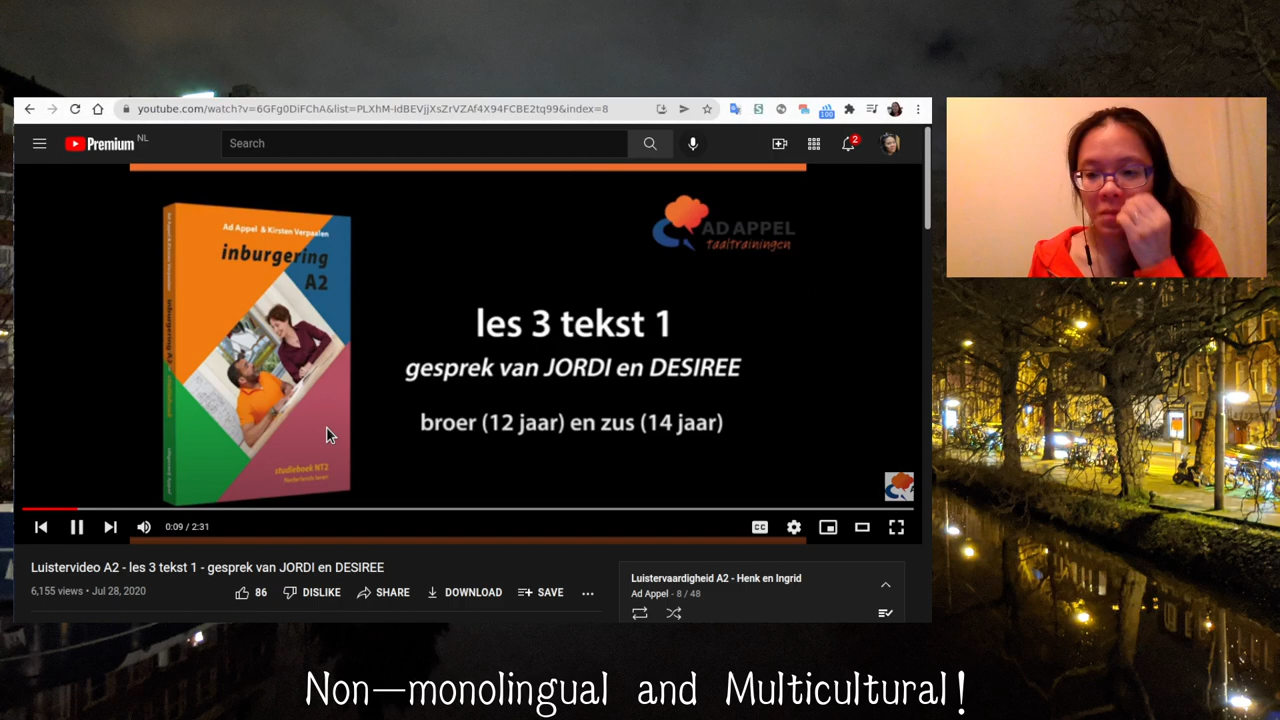 youtube.com/watch?v=6GFg0DiFChA&list=PLXhM-IdBEVjjXsZrVZAf4X94FCBE2tq99&index=8
100
Premium NL
Search
2
Ad Appel & Kirsten Verpaalen
inburgering
A2
studieboek NT2
AD APPEL
taaltrainingen
les 3 tekst 1
gesprek van JORDI en DESIREE
broer (12 jaar) en zus (14 jaar)
0:09 / 2:31
CC
Luistervideo A2 - les 3 tekst 1 - gesprek van JORDI en DESIREE
6,155 views • Jul 28, 2020
86 DISLIKE SHARE DOWNLOAD SAVE
Luistervaardigheid A2 - Henk en Ingrid
Ad Appel - 8 / 48
Non-monolingual and Multicultural!